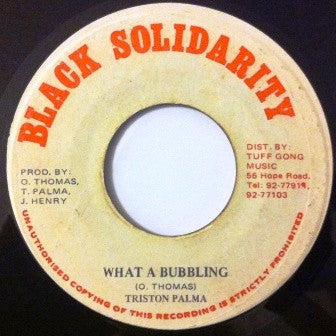 BLACK SOLIDARITY
PROD. BY:
O. THOMAS,
T. PALMA,
J. HENRY
DIST. BY:
TUFF GONG
MUSIC
56 Hope Road.
Tel: 92-77919,
92-77103
WHAT A BUBBLING
(O. THOMAS)
TRISTON PALMA
UNAUTHORISED COPYING OF THIS RECORDING IS STRICTLY PROHIBITED